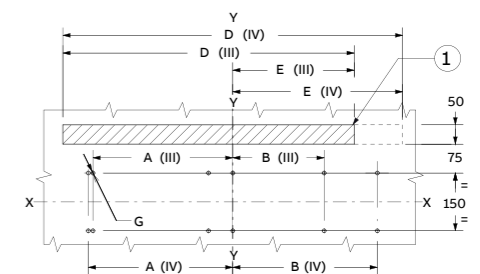 Y
D (IV)
D (III)
E (III)
1
E (IV)
Y
50
A (III) B (III)
75
X X
=
150
=
G
Y
A (IV) B (IV)